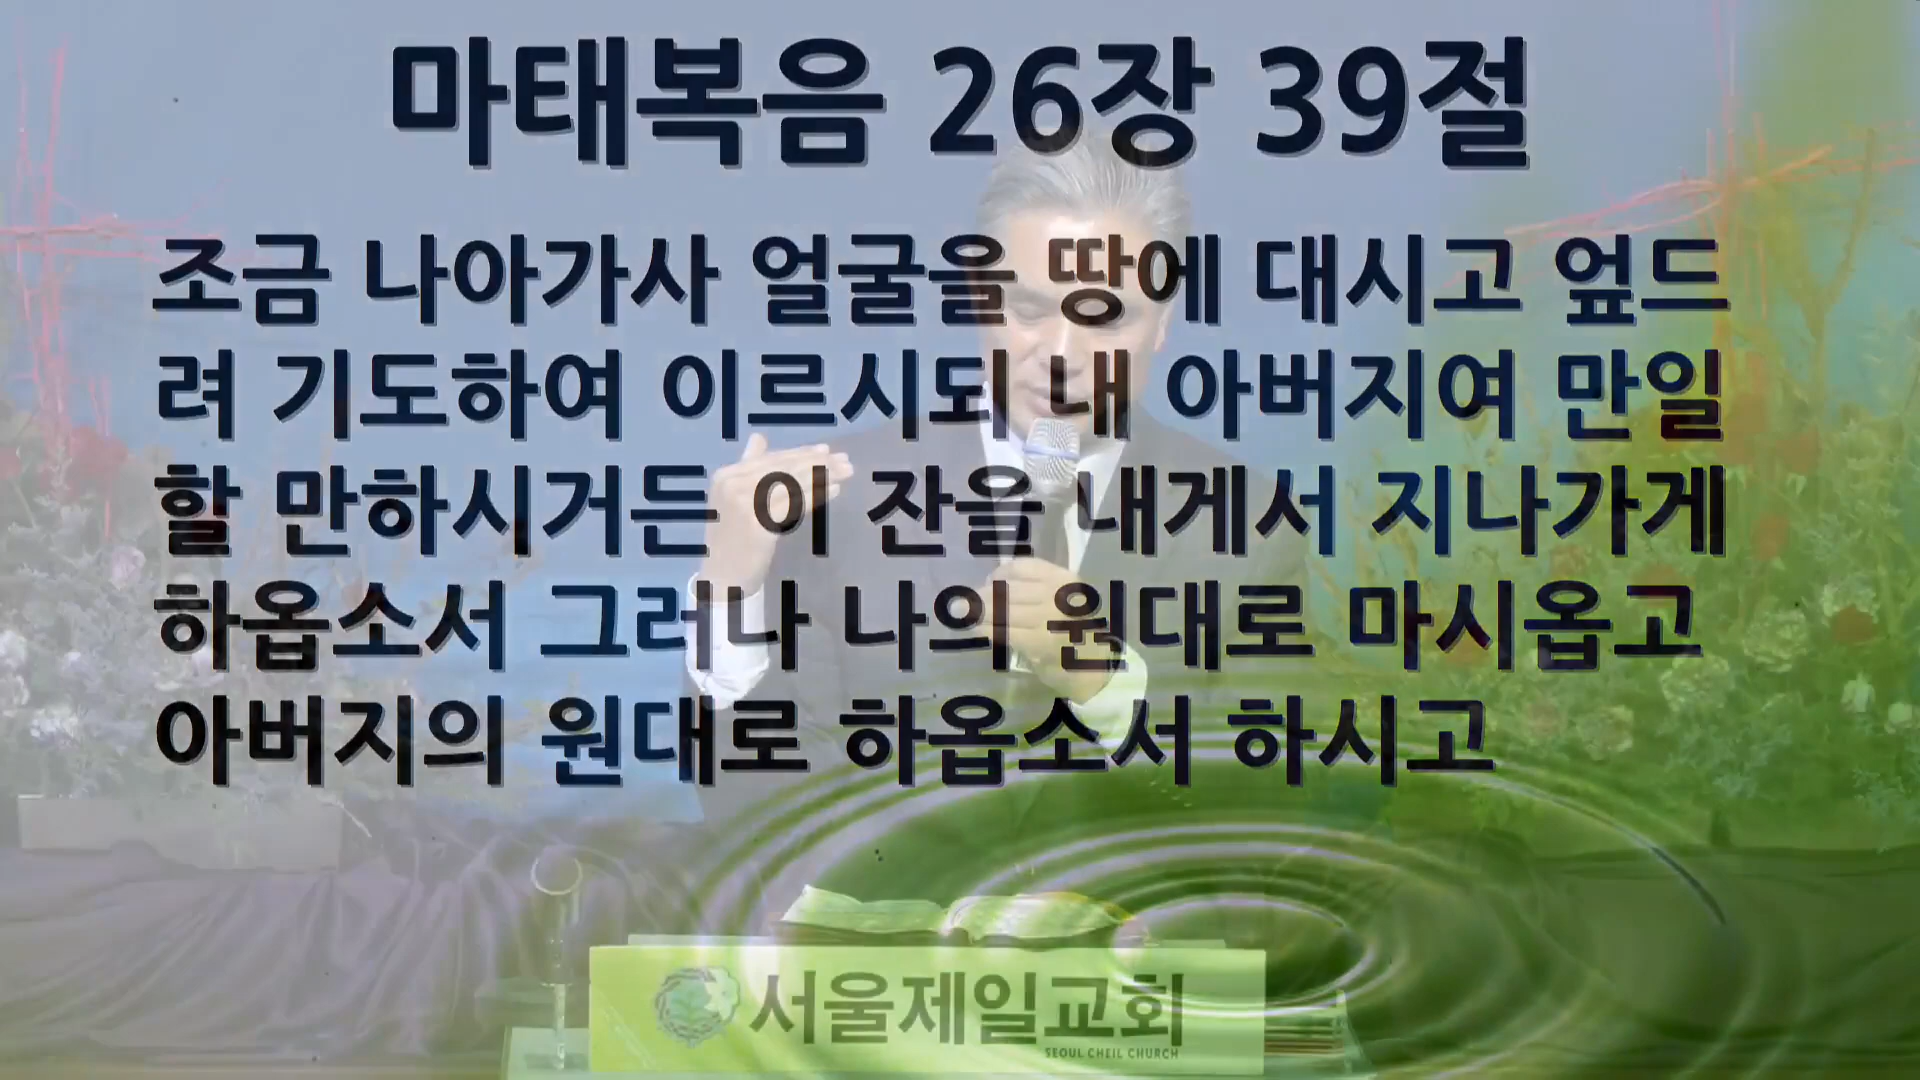 마태복음 26장 39절
조금 나아가사 얼굴을 땅에 대시고 엎드
려 기도하여 이르시되 내 아버지여 만일
할 만하시거든 이 잔을 내게서 지나가게
하옵소서 그러나 나의 원대로 마시옵고
아버지의 원대로 하옵소서 하시고
서울제일교회
SEOUL CHEIL CHURCH